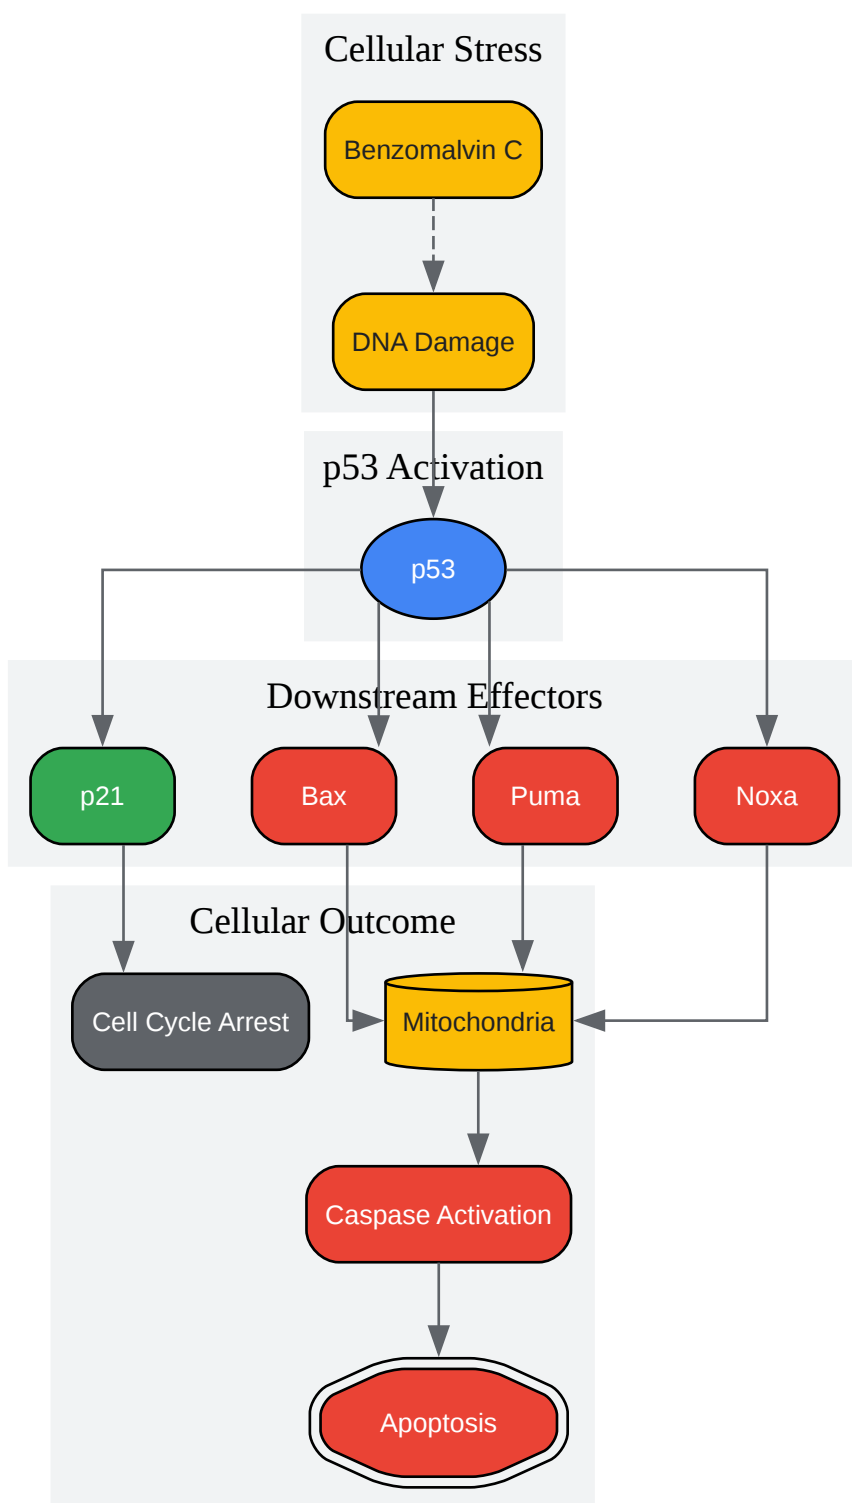 Cellular Stress
Benzomalvin C
DNA Damage
p53 Activation
p53
Downstream Effectors
p21
Bax
Puma
Noxa
Cellular Outcome
Cell Cycle Arrest
Mitochondria
Caspase Activation
Apoptosis